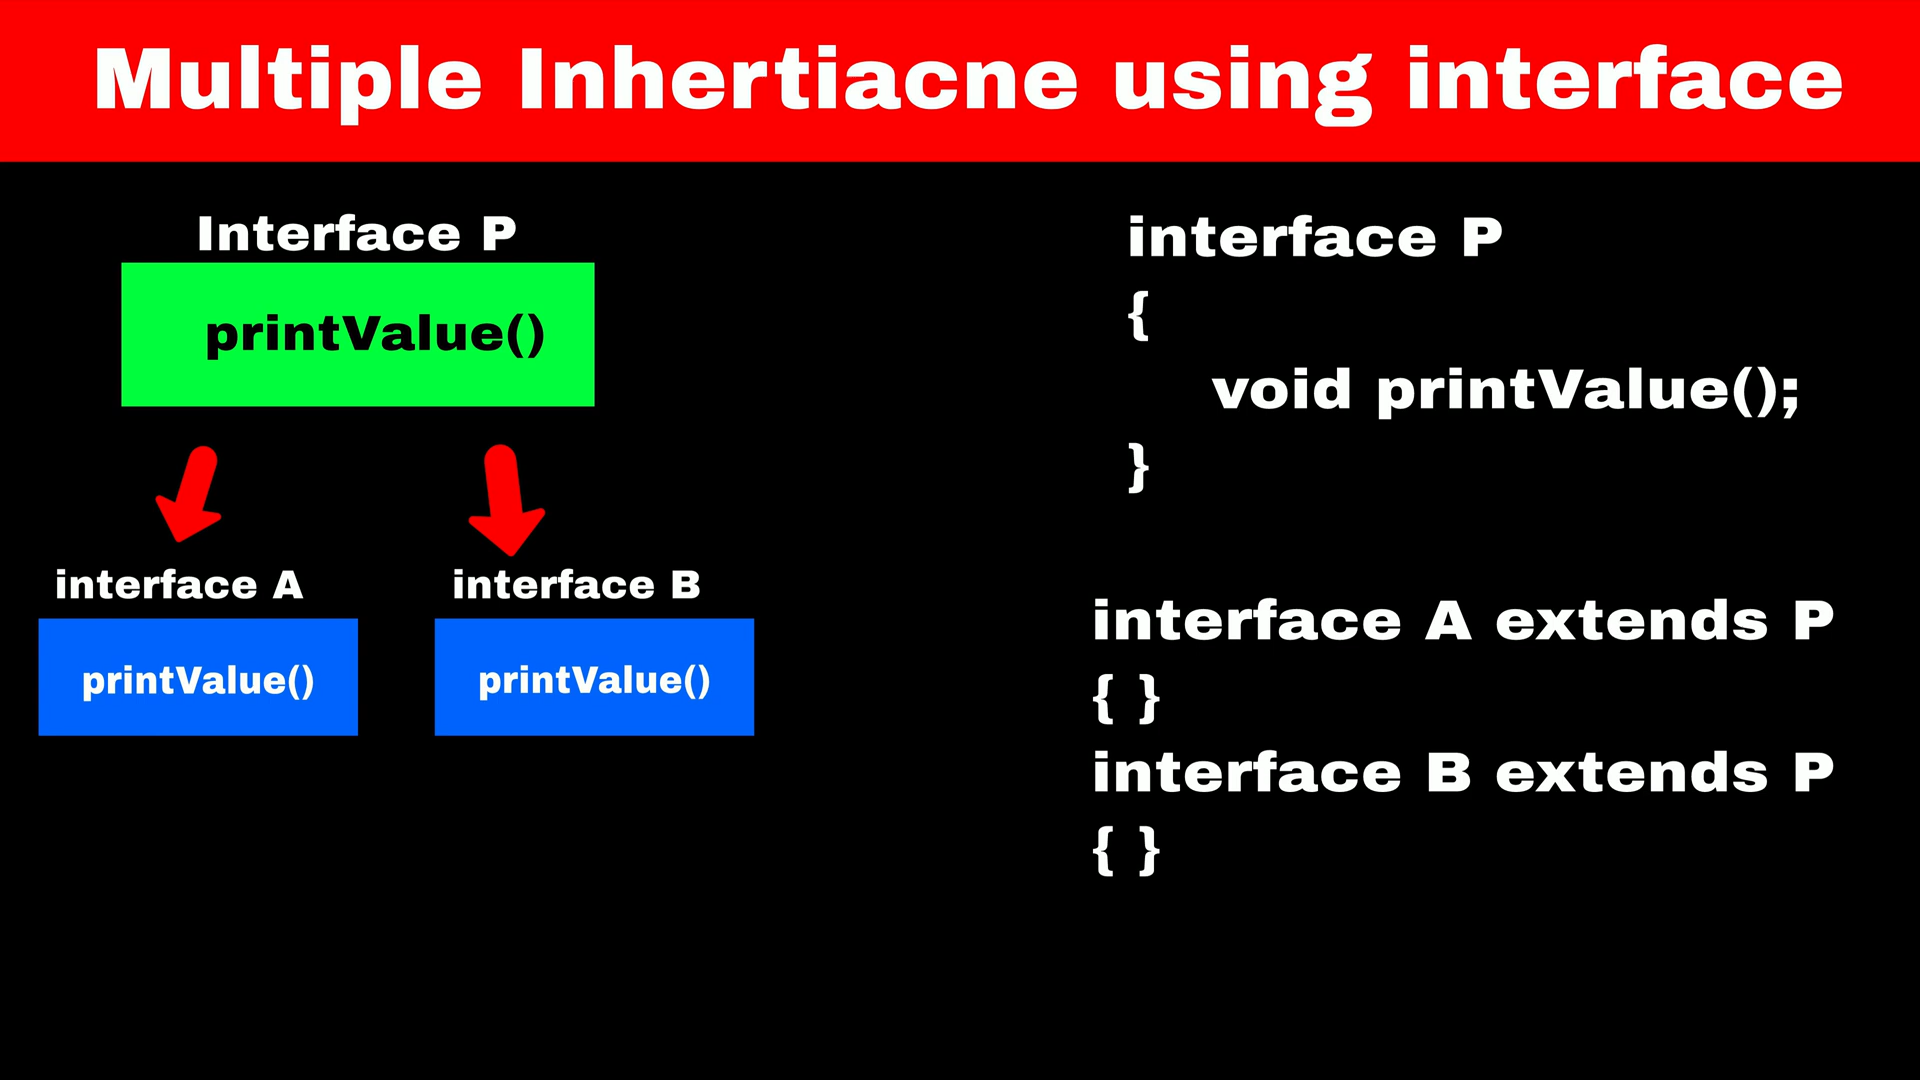 Multiple Inhertiacne using interface
Interface P
printValue()
interface A
interface B
printValue()
printValue()
interface P
{
void printValue();
}
interface A extends P
{ }
interface B extends P
{ }